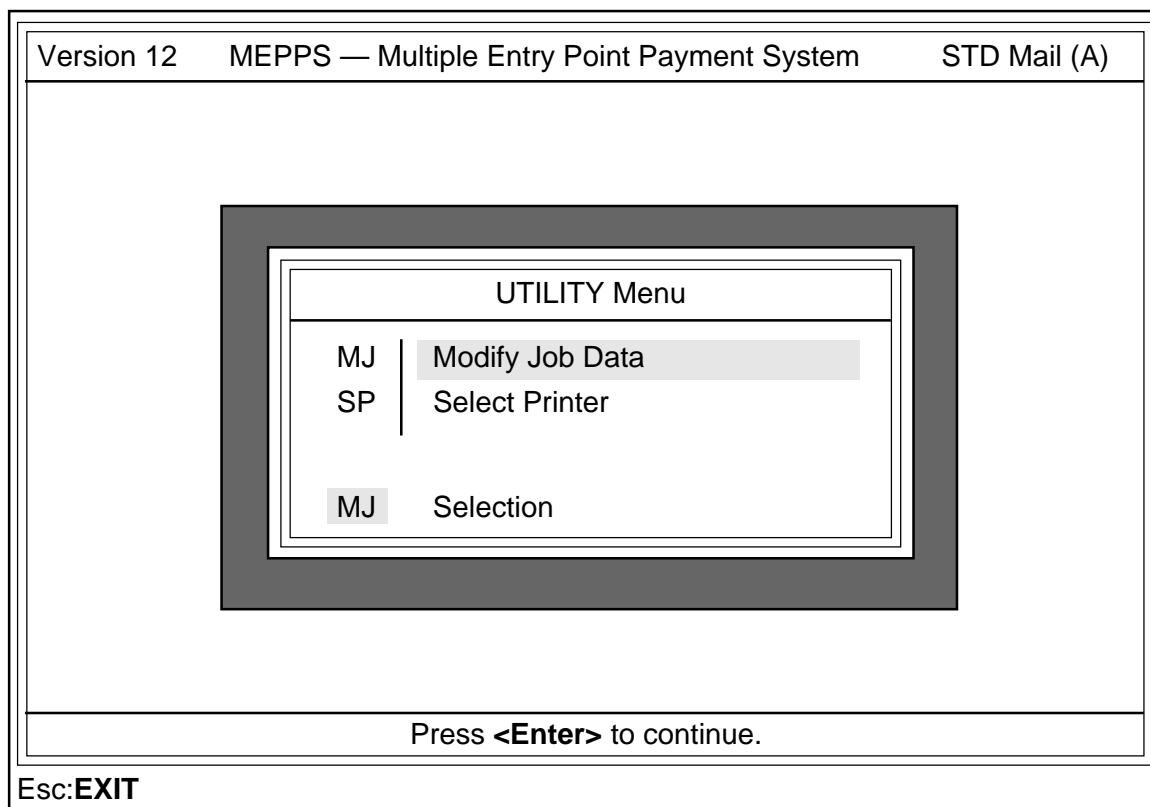 Version 12 MEPPS — Multiple Entry Point Payment System STD Mail (A)
UTILITY Menu
MJ Modify Job Data
SP Select Printer
MJ Selection
Press <Enter> to continue.
Esc:EXIT